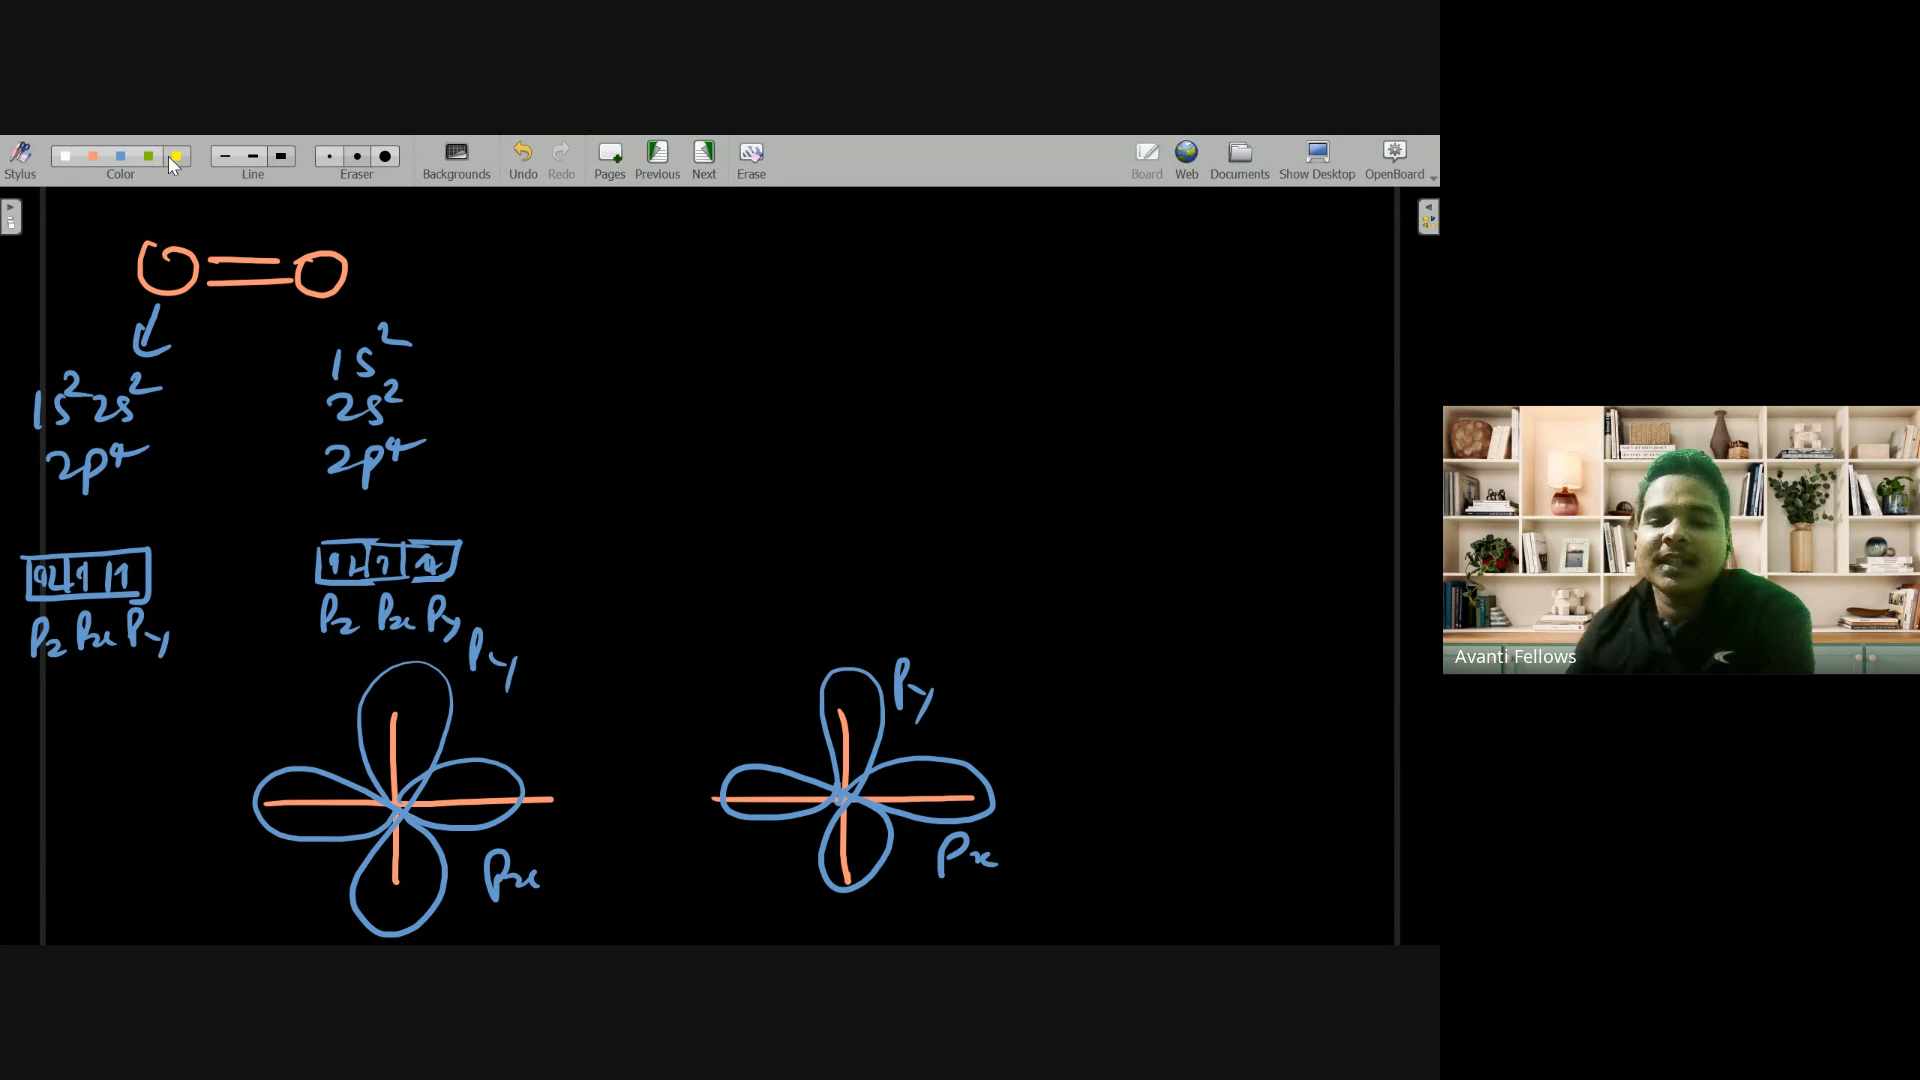 Stylus Color Line Eraser Backgrounds Undo Redo Pages Previous Next Erase Board Web Documents Show Desktop OpenBoard
O=O
1s² 2s²
2p⁴
1s²
2s²
2p⁴
Pz Px Py
Pz Px Py
Py
Px
Py
Px
Avanti Fellows